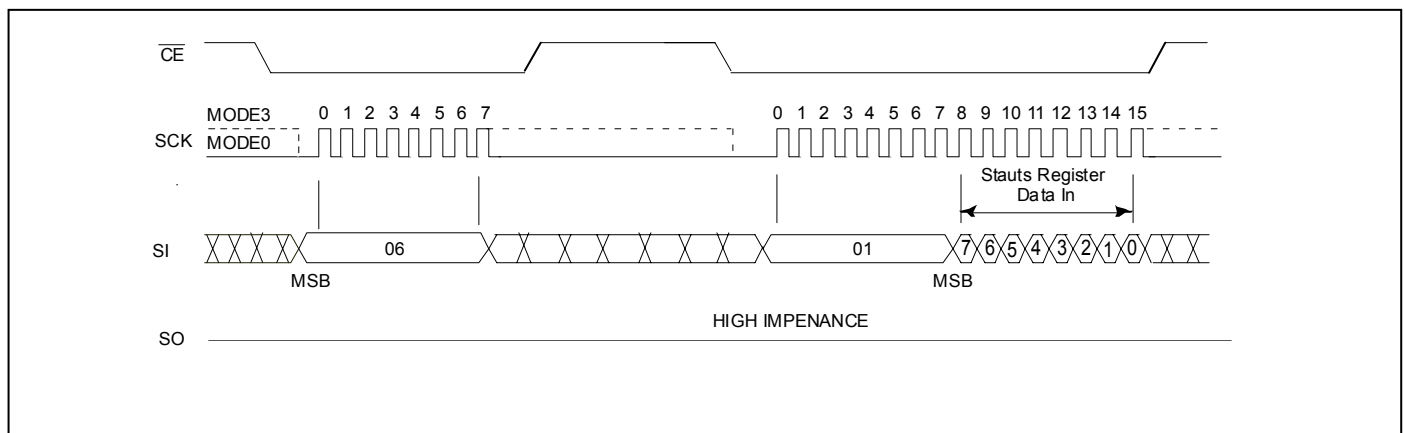 CE
MODE3
0 1 2 3 4 5 6 7
0 1 2 3 4 5 6 7 8 9 10 11 12 13 14 15
SCK
MODE0
Stauts Register
Data In
SI
06
01
7 6 5 4 3 2 1 0
MSB
MSB
HIGH IMPENANCE
SO